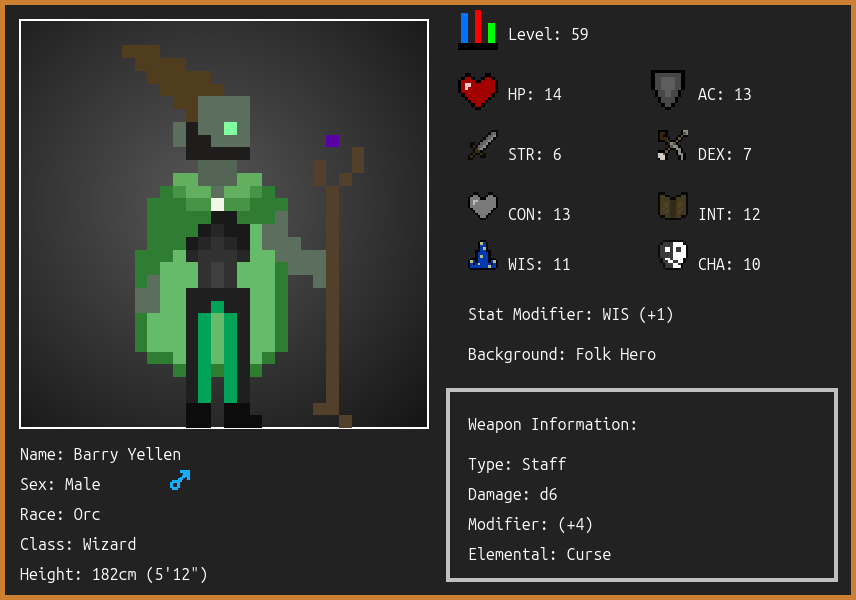 Level: 59
HP: 14
AC: 13
STR: 6
DEX: 7
CON: 13
INT: 12
WIS: 11
CHA: 10
Stat Modifier: WIS (+1)
Background: Folk Hero
Weapon Information:
Type: Staff
Damage: d6
Modifier: (+4)
Elemental: Curse
Name: Barry Yellen
Sex: Male
Race: Orc
Class: Wizard
Height: 182cm (5'12")